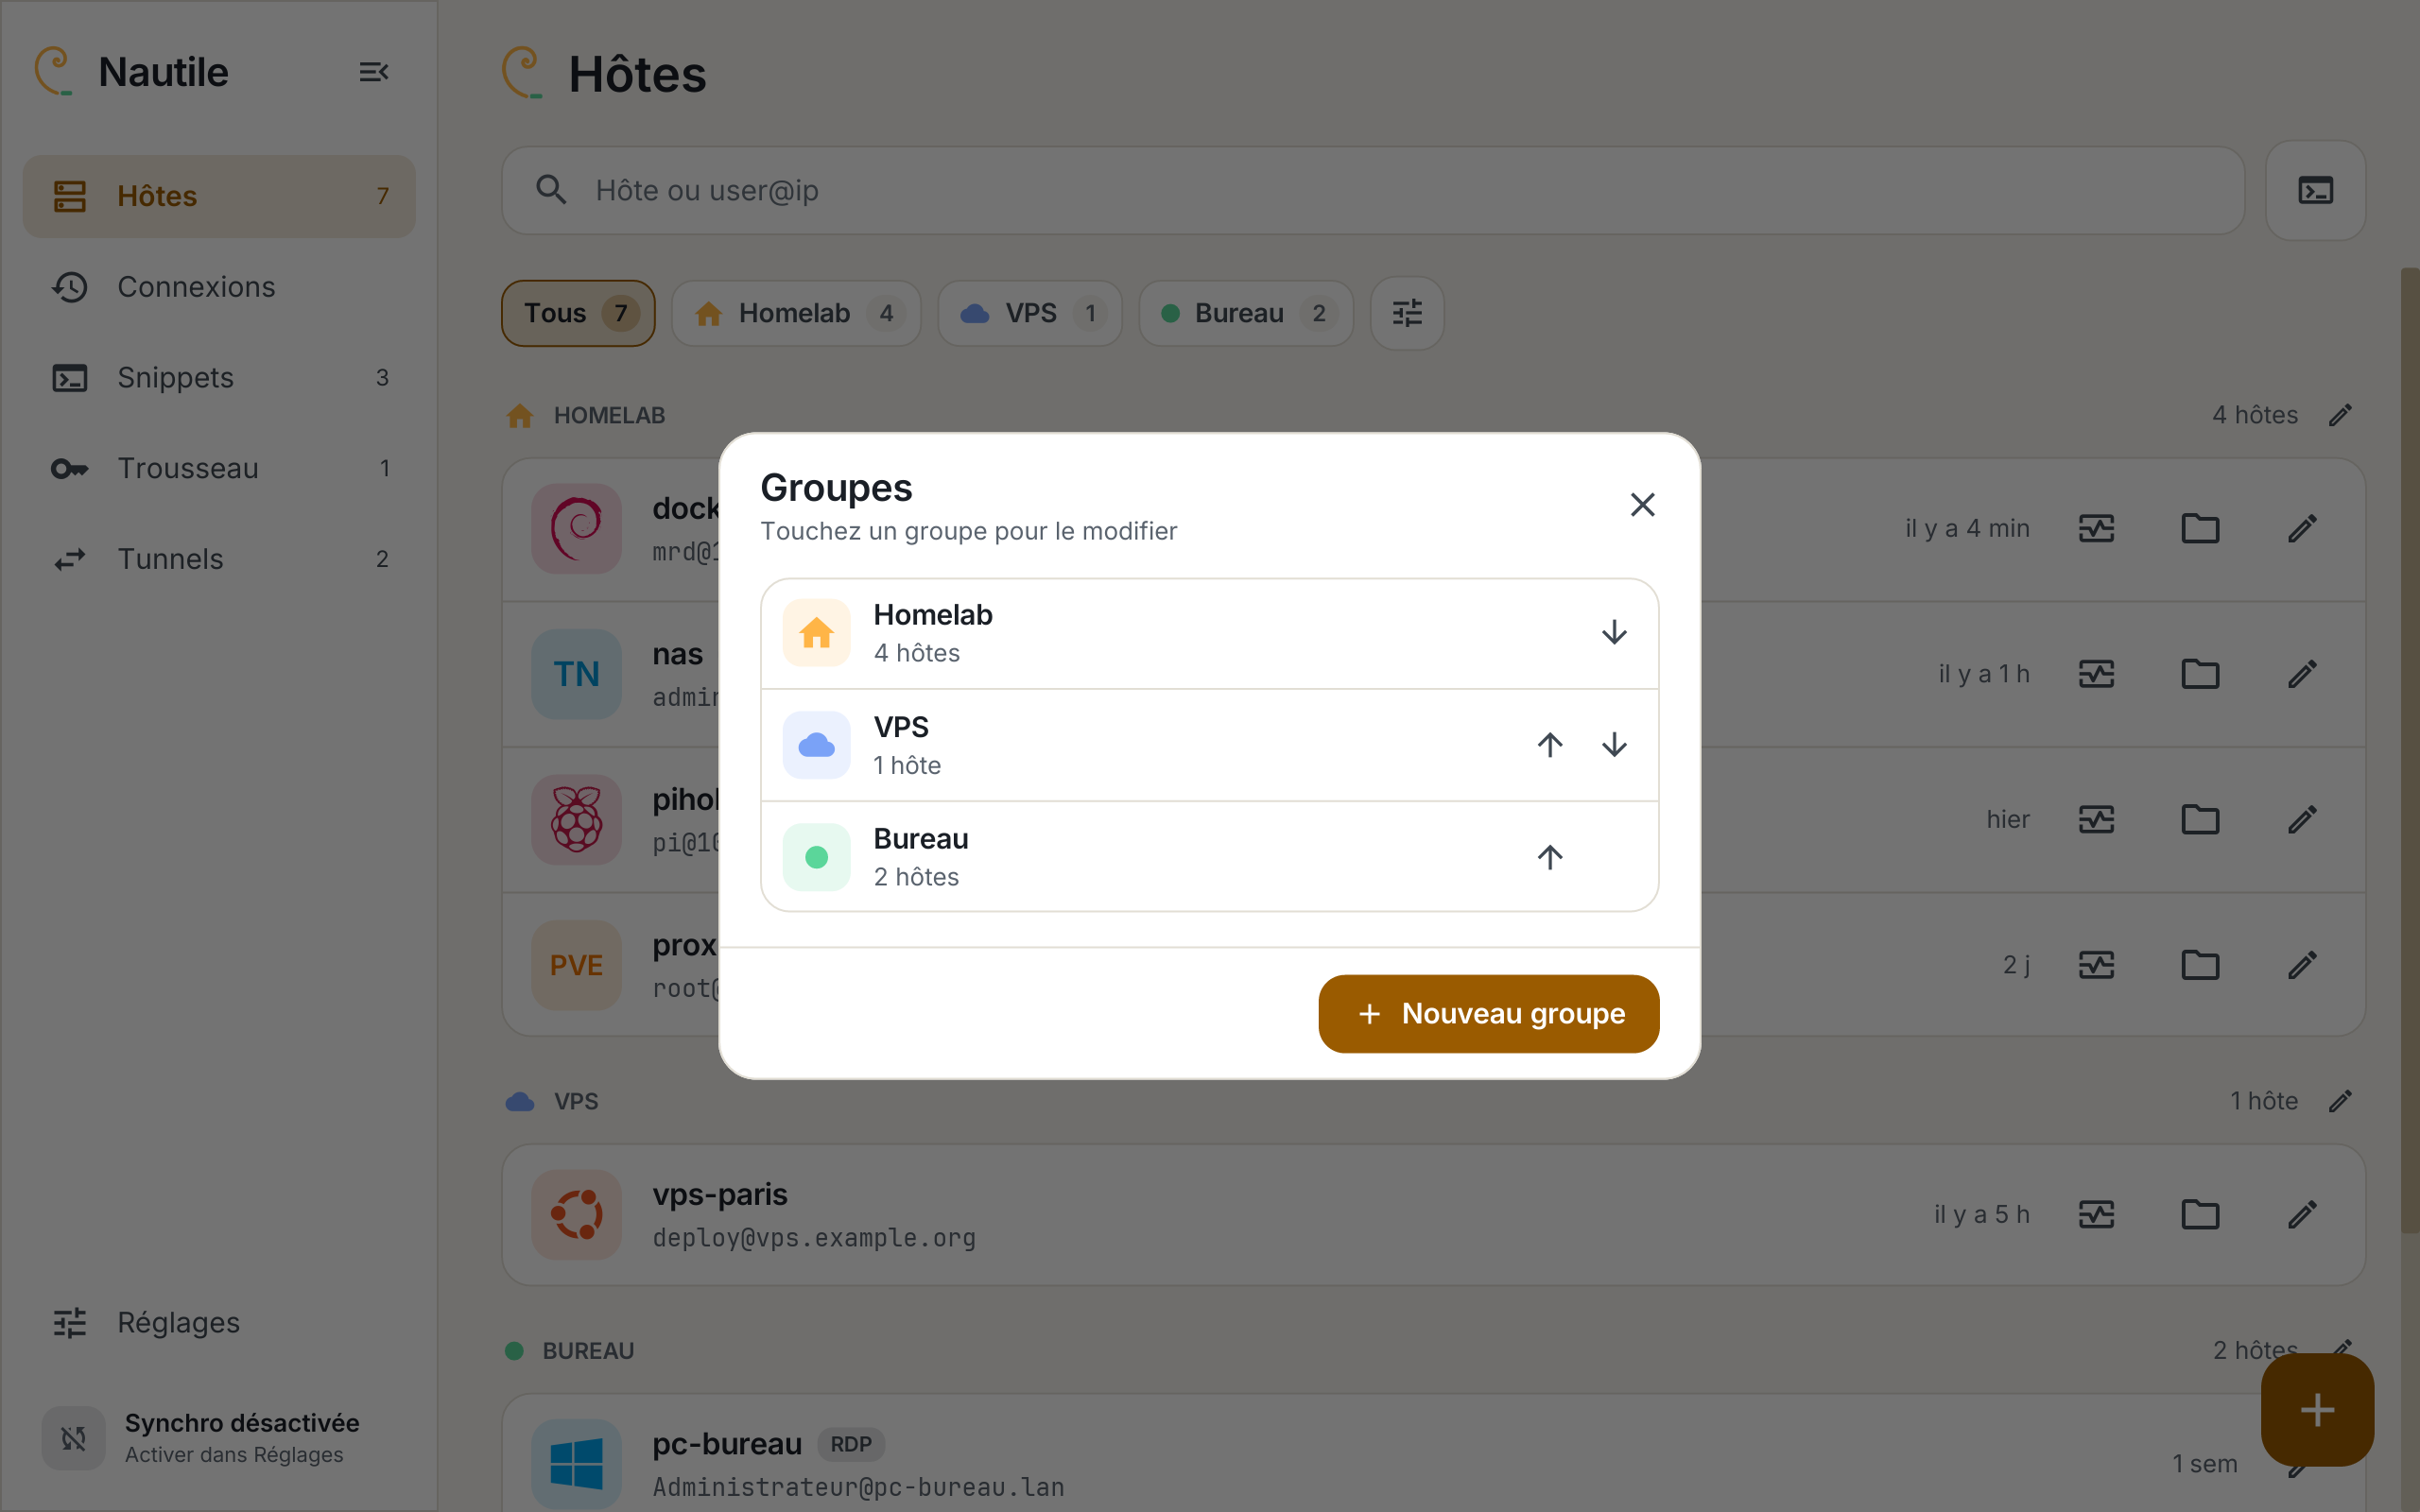 Nautile
Hôtes 7
Connexions
Snippets 3
Trousseau 1
Tunnels 2
Réglages
Synchro désactivée
Activer dans Réglages
Hôtes
Hôte ou user@ip
Tous 7 Homelab 4 VPS 1 Bureau 2
HOMELAB 4 hôtes
il y a 4 min
TN nas
il y a 1 h
hier
PVE
2 j
Groupes
Touchez un groupe pour le modifier
Homelab
4 hôtes
VPS
1 hôte
Bureau
2 hôtes
+ Nouveau groupe
VPS 1 hôte
vps-paris
deploy@vps.example.org
il y a 5 h
BUREAU 2 hôtes
pc-bureau RDP
Administrateur@pc-bureau.lan
1 sem